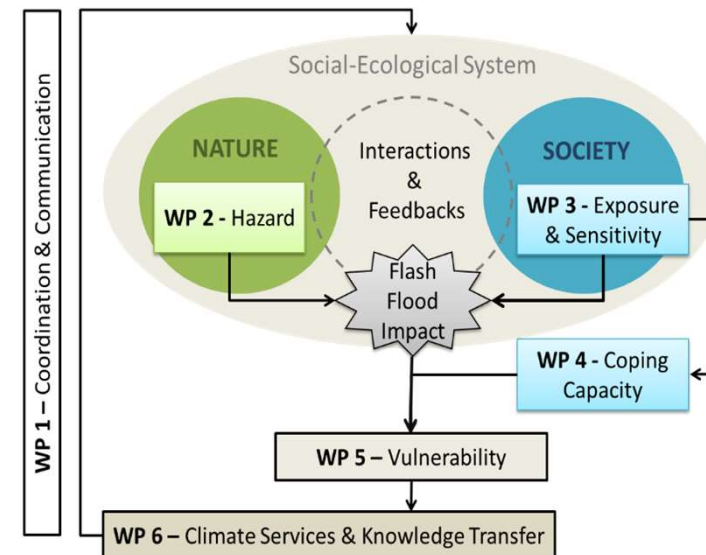 WP 1 – Coordination & Communication
Social-Ecological System
NATURE
Interactions
&
Feedbacks
SOCIETY
WP 2 - Hazard
WP 3 - Exposure
& Sensitivity
Flash
Flood
Impact
WP 4 - Coping
Capacity
WP 5 – Vulnerability
WP 6 – Climate Services & Knowledge Transfer